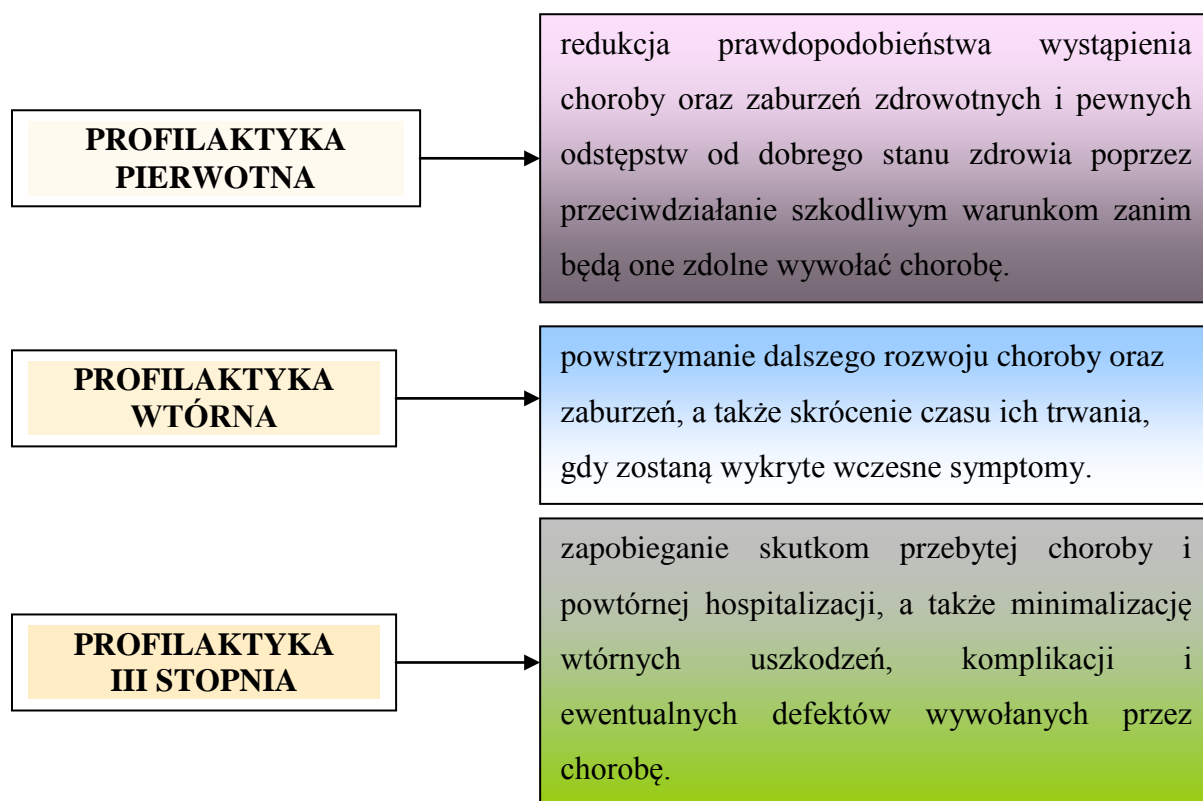 PROFILAKTYKA
PIERWOTNA
redukcja prawdopodobieństwa wystąpienia
choroby oraz zaburzeń zdrowotnych i pewnych
odstępstw od dobrego stanu zdrowia poprzez
przeciwdziałanie szkodliwym warunkom zanim
będą one zdolne wywołać chorobę.
PROFILAKTYKA
WTÓRNA
powstrzymanie dalszego rozwoju choroby oraz
zaburzeń, a także skrócenie czasu ich trwania,
gdy zostaną wykryte wczesne symptomy.
PROFILAKTYKA
III STOPNIA
zapobieganie skutkom przebytej choroby i
powtórnej hospitalizacji, a także minimalizację
wtórnych uszkodzeń, komplikacji i
ewentualnych defektów wywołanych przez
chorobę.